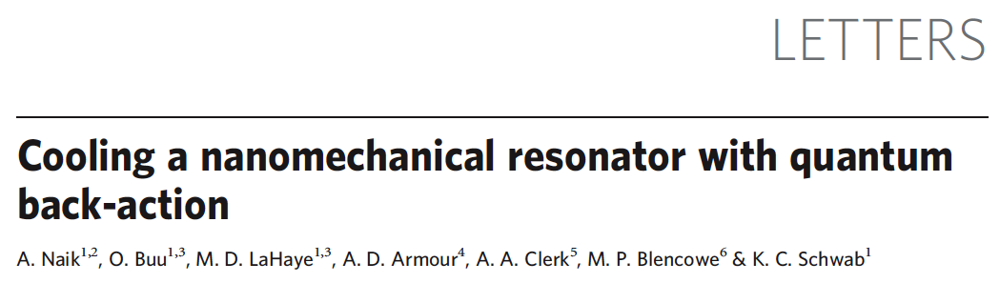 LETTERS
Cooling a nanomechanical resonator with quantum
back-action
A. Naik1,2, O. Buu1,3, M. D. LaHaye1,3, A. D. Armour4, A. A. Clerk5, M. P. Blencowe6 & K. C. Schwab1